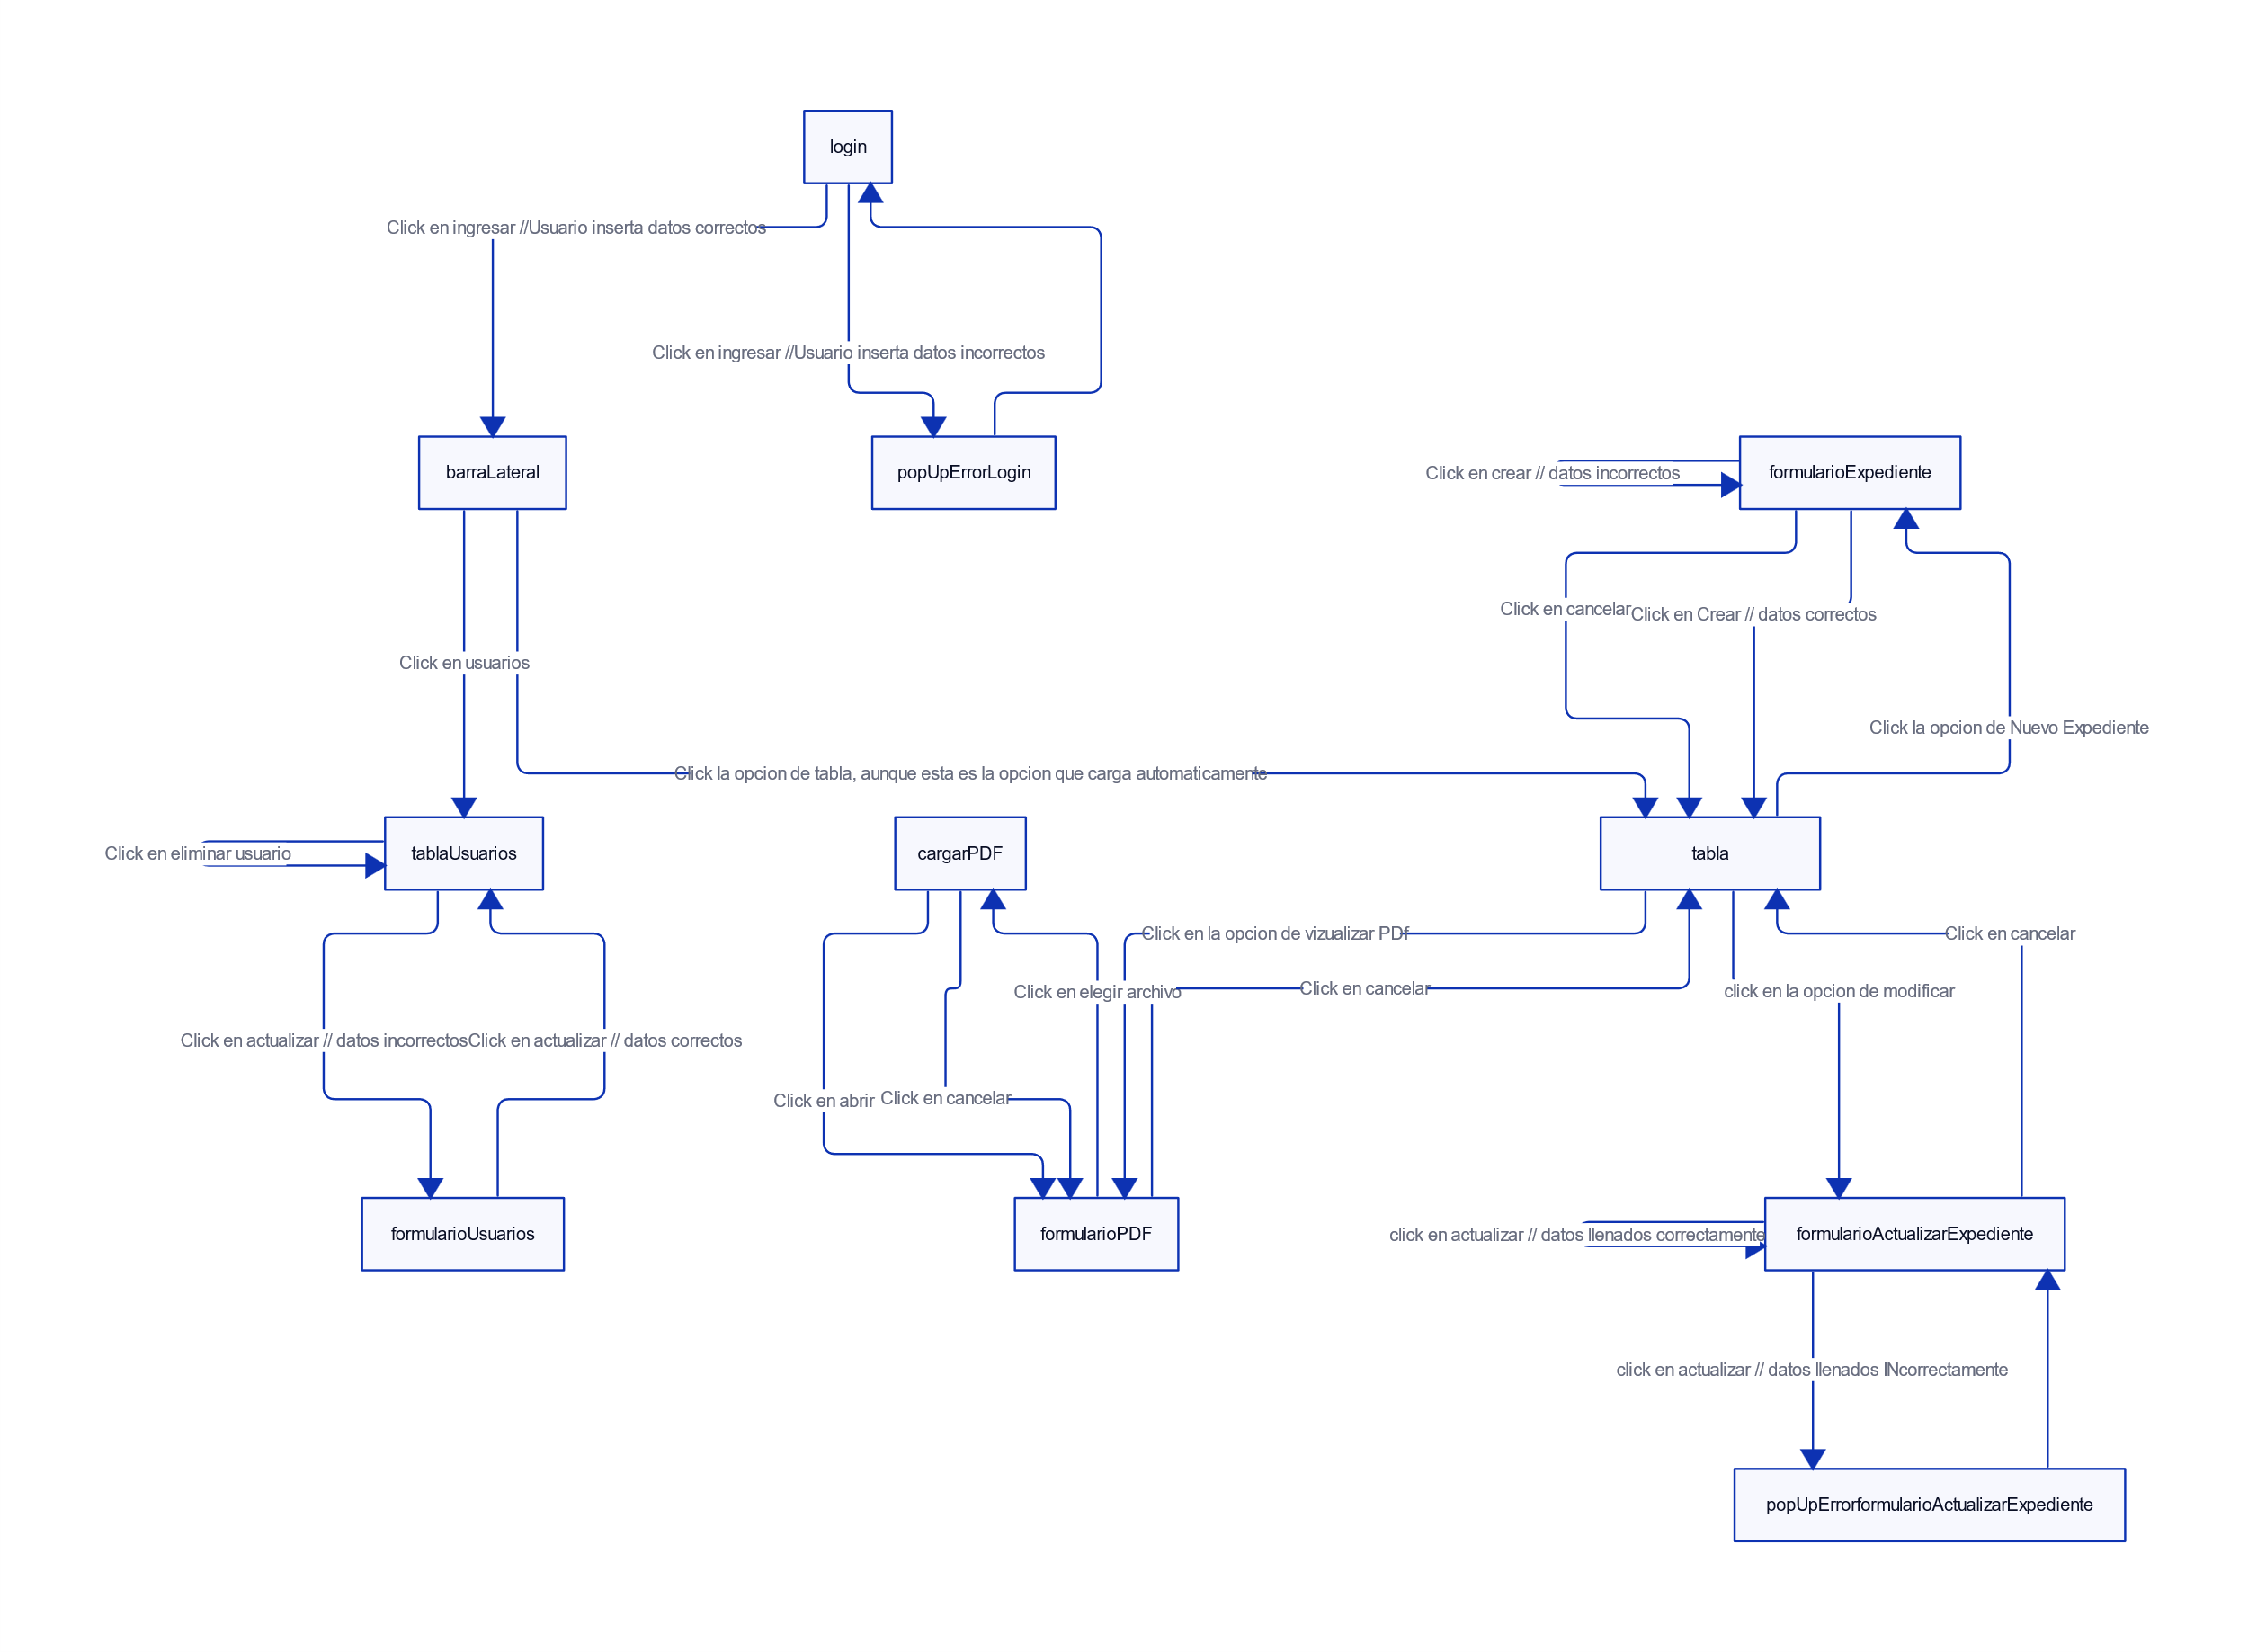 login
Click en ingresar //Usuario inserta datos correctos
Click en ingresar //Usuario inserta datos incorrectos
barraLateral
popUpErrorLogin
Click en crear // datos incorrectos
formularioExpediente
Click en cancelar
Click en Crear // datos correctos
Click en usuarios
Click la opcion de Nuevo Expediente
Click la opcion de tabla, aunque esta es la opcion que carga automaticamente
Click en eliminar usuario
tablaUsuarios
cargarPDF
tabla
Click en la opcion de vizualizar PDf
Click en cancelar
Click en elegir archivo
Click en cancelar
click en la opcion de modificar
Click en actualizar // datos incorrectos
Click en actualizar // datos correctos
Click en abrir
Click en cancelar
formularioUsuarios
formularioPDF
click en actualizar // datos llenados correctamente
formularioActualizarExpediente
click en actualizar // datos llenados INcorrectamente
popUpErrorformularioActualizarExpediente